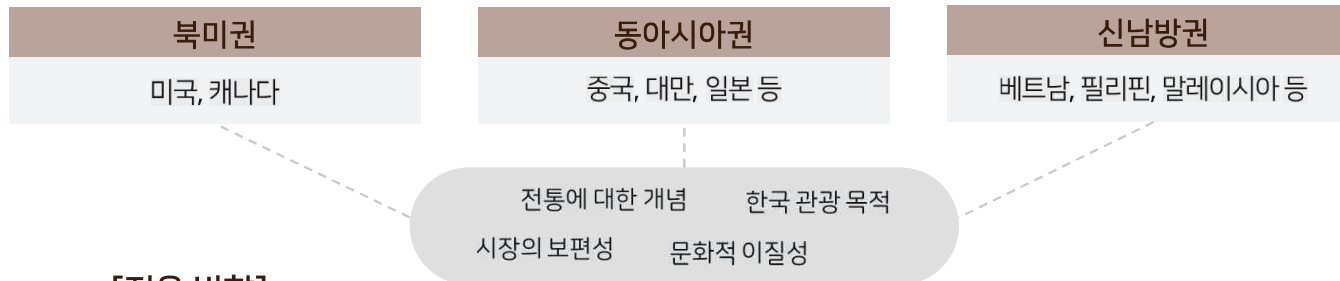 북미권
동아시아권
신남방권
미국, 캐나다
중국, 대만, 일본 등
베트남, 필리핀, 말레이시아 등
전통에 대한 개념
한국 관광 목적
시장의 보편성
문화적 이질성